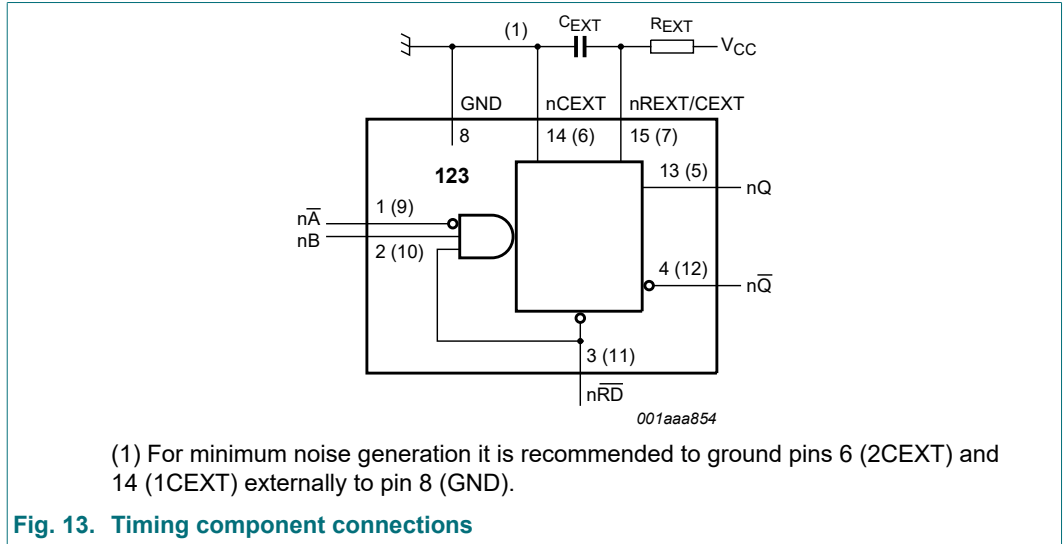 (1) CEXT REXT
VCC
GND nCEXT nREXT/CEXT
8 14 (6) 15 (7)
123
13 (5)
nQ
nA̅ 1 (9)
nB
2 (10)
4 (12)
nQ̅
3 (11)
nR̅D̅
001aaa854
(1) For minimum noise generation it is recommended to ground pins 6 (2CEXT) and
14 (1CEXT) externally to pin 8 (GND).
Fig. 13. Timing component connections